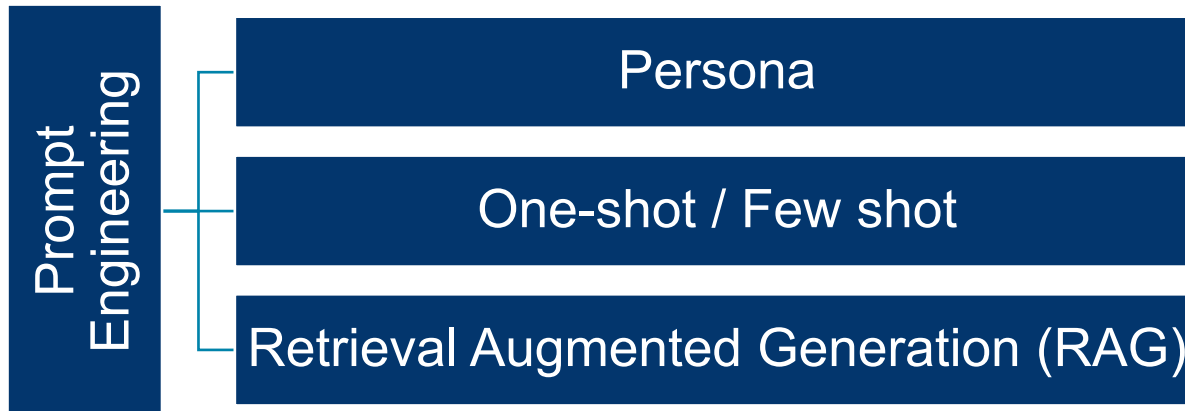 Prompt
Engineering
Persona
One-shot / Few shot
Retrieval Augmented Generation (RAG)